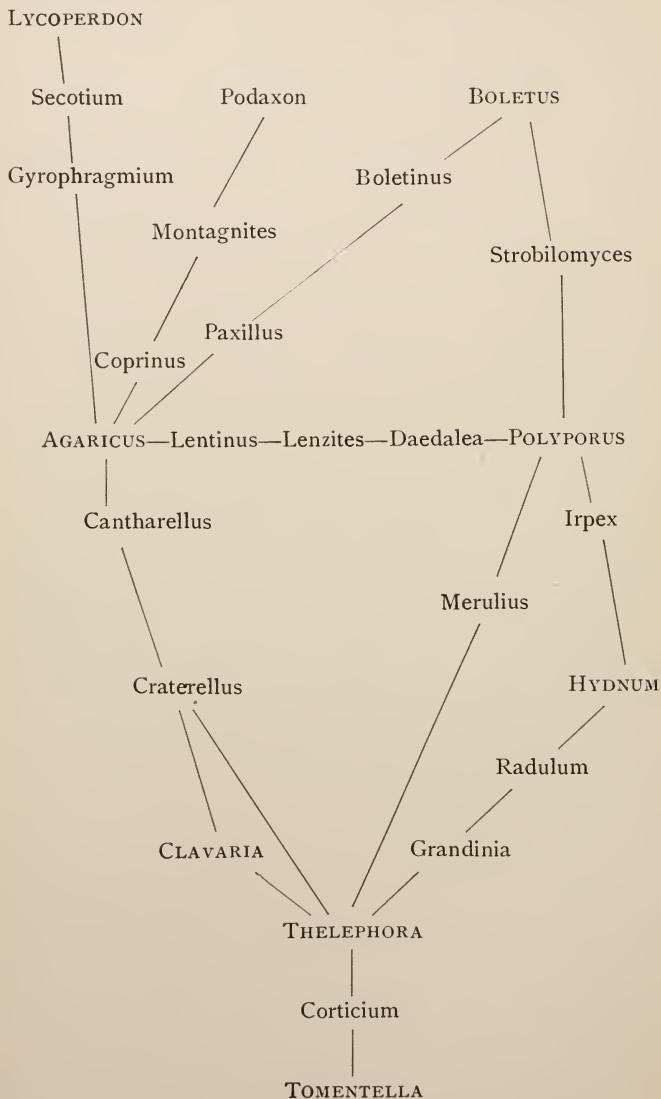 LYCOPERDON
Secotium Podaxon BOLETUS
Gyrophragmium Boletinus
Montagnites
Strobilomyces
Paxillus
Coprinus
AGARICUS—Lentinus—Lenzites—Daedalea—POLYPORUS
Cantharellus Irpex
Merulius
Craterellus HYDNUM
Radulum
CLAVARIA Grandinia
THELEPHORA
Corticium
TOMENTELLA